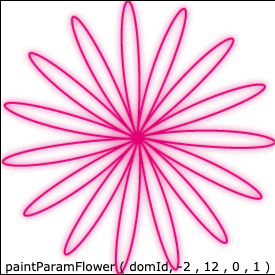 paintParamFlower ( domId, -2 , 12 , 0 , 1 )